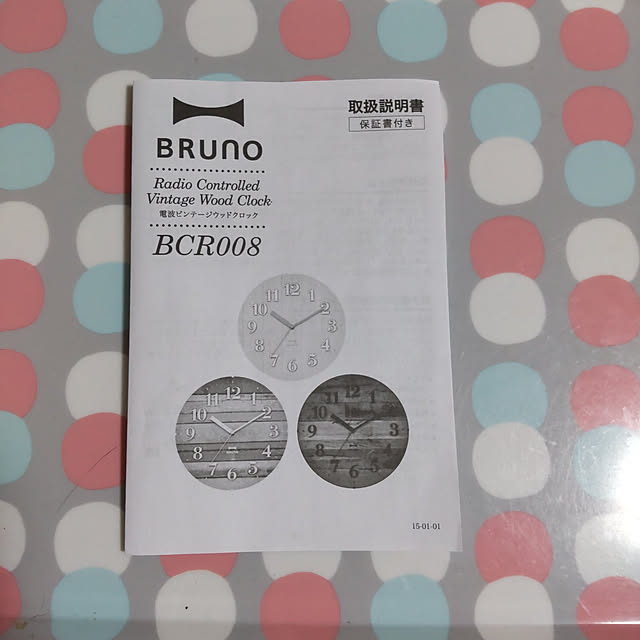 BRUNO
取扱説明書
保証書付き
Radio Controlled
Vintage Wood Clock
電波ビンテージウッドクロック
BCR008
15-01-01